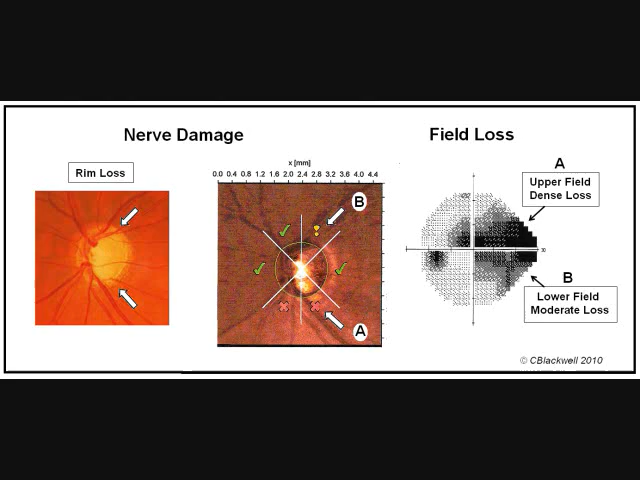 Nerve Damage
Field Loss
Rim Loss
x [mm]
0.0 0.4 0.8 1.2 1.6 2.0 2.4 2.8 3.2 3.6 4.0 4.4
B
A
A
Upper Field
Dense Loss
30
B
Lower Field
Moderate Loss
© CBlackwell 2010